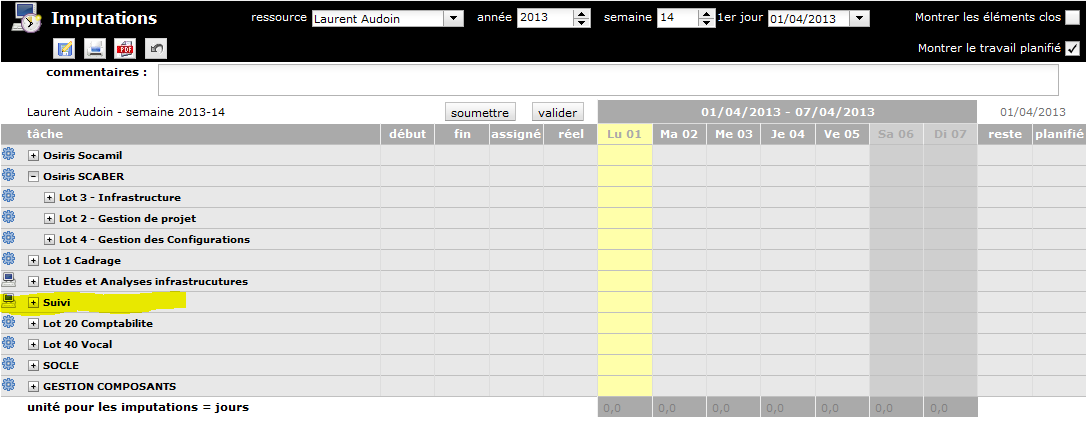 Imputations ressource Laurent Audoin année 2013 semaine 14 1er jour 01/04/2013 Montrer les éléments clos
PDF Montrer le travail planifié
commentaires :
Laurent Audoin - semaine 2013-14 soumettre valider 01/04/2013 - 07/04/2013 01/04/2013
tâche début fin assigné réel Lu 01 Ma 02 Me 03 Je 04 Ve 05 Sa 06 Di 07 reste planifié
Osiris Socamil
Osiris SCABER
Lot 3 - Infrastructure
Lot 2 - Gestion de projet
Lot 4 - Gestion des Configurations
Lot 1 Cadrage
Etudes et Analyses infrastrucutures
Suivi
Lot 20 Comptabilite
Lot 40 Vocal
SOCLE
GESTION COMPOSANTS
unité pour les imputations = jours 0,0 0,0 0,0 0,0 0,0 0,0 0,0